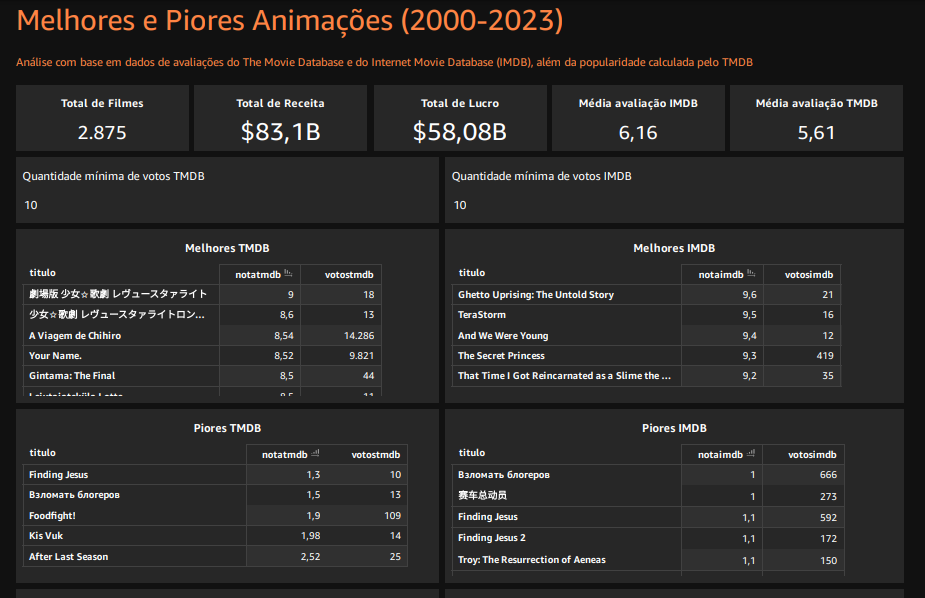 Melhores e Piores Animações (2000-2023)
Análise com base em dados de avaliações do The Movie Database e do Internet Movie Database (IMDB), além da popularidade calculada pelo TMDB
Total de Filmes Total de Receita Total de Lucro Média avaliação IMDB Média avaliação TMDB
2.875 $83,1B $58,08B 6,16 5,61
Quantidade mínima de votos TMDB
10
Quantidade mínima de votos IMDB
10
Melhores TMDB
titulo notatmdb votostmdb
劇場版 少女☆歌劇 レヴュースタァライト 9 18
少女☆歌劇 レヴュースタァライトロン... 8,6 13
A Viagem de Chihiro 8,54 14.286
Your Name. 8,52 9.821
Gintama: The Final 8,5 44
Melhores IMDB
titulo notaimdb votosimdb
Ghetto Uprising: The Untold Story 9,6 21
TeraStorm 9,5 16
And We Were Young 9,4 12
The Secret Princess 9,3 419
That Time I Got Reincarnated as a Slime the ... 9,2 35
Piores TMDB
titulo notatmdb votostmdb
Finding Jesus 1,3 10
Взломать блогеров 1,5 13
Foodfight! 1,9 109
Kis Vuk 1,98 14
After Last Season 2,52 25
Piores IMDB
titulo notaimdb votosimdb
Взломать блогеров 1 666
赛车总动员 1 273
Finding Jesus 1,1 592
Finding Jesus 2 1,1 172
Troy: The Resurrection of Aeneas 1,1 150